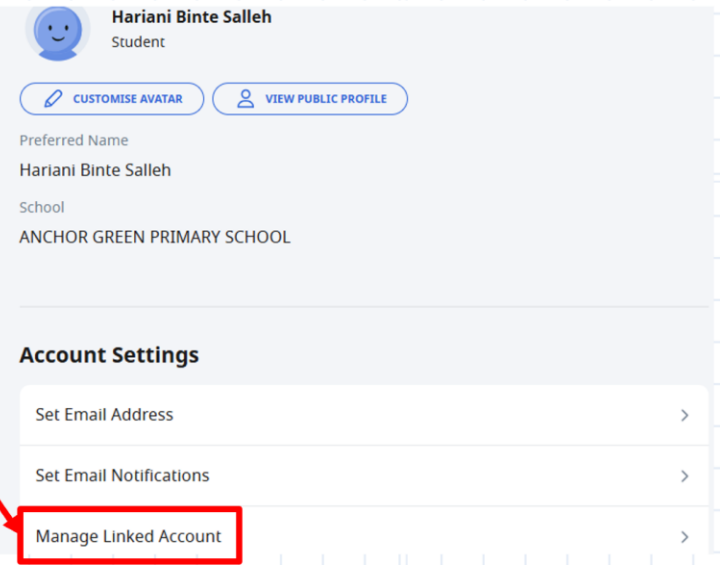 Hariani Binte Salleh
Student
CUSTOMISE AVATAR
VIEW PUBLIC PROFILE
Preferred Name
Hariani Binte Salleh
School
ANCHOR GREEN PRIMARY SCHOOL
Account Settings
Set Email Address
Set Email Notifications
Manage Linked Account